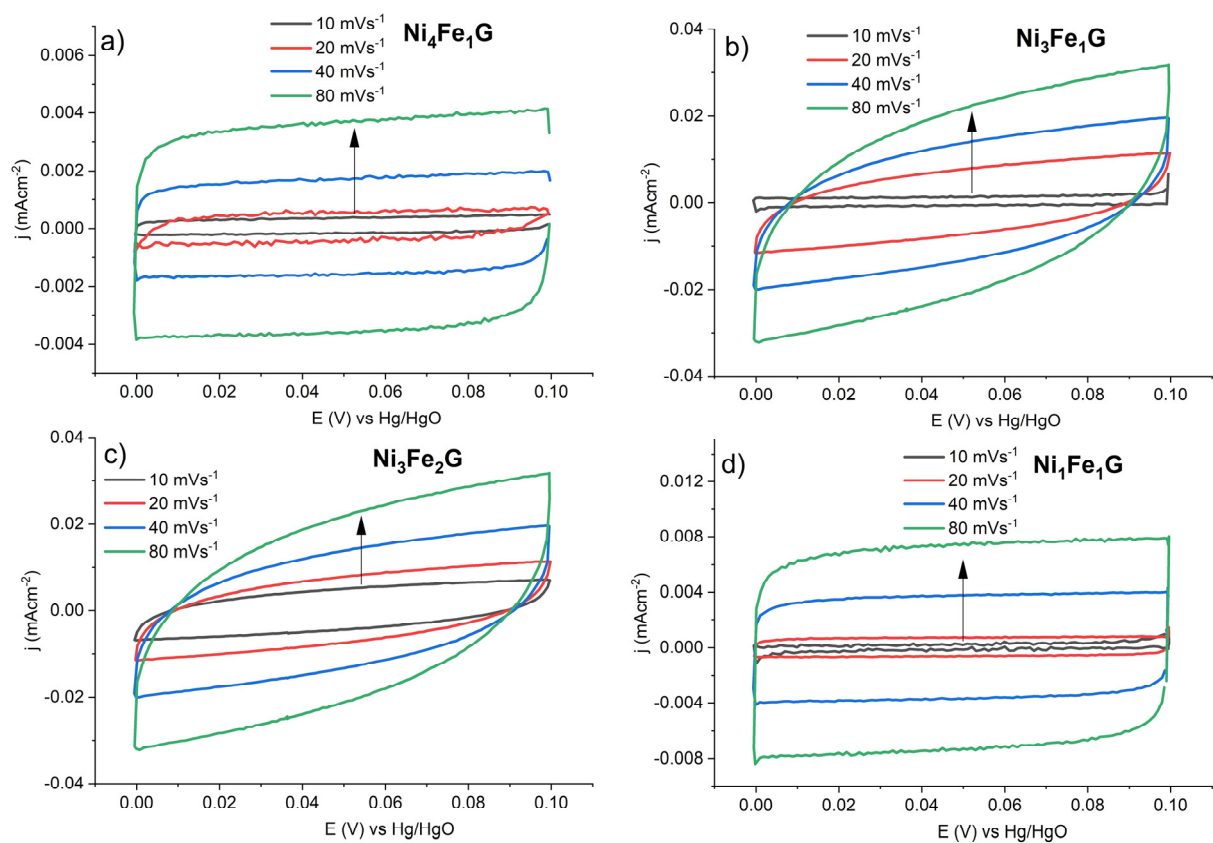 a)
Ni₄Fe₁G
10 mVs⁻¹
20 mVs⁻¹
40 mVs⁻¹
80 mVs⁻¹
0.006
0.004
0.002
0.000
-0.002
-0.004
j (mAcm⁻²)
0.00 0.02 0.04 0.06 0.08 0.10
E (V) vs Hg/HgO
b)
Ni₃Fe₁G
10 mVs⁻¹
20 mVs⁻¹
40 mVs⁻¹
80 mVs⁻¹
0.04
0.02
0.00
-0.02
-0.04
j (mAcm⁻²)
0.00 0.02 0.04 0.06 0.08 0.10
E (V) vs Hg/HgO
c)
Ni₃Fe₂G
10 mVs⁻¹
20 mVs⁻¹
40 mVs⁻¹
80 mVs⁻¹
0.04
0.02
0.00
-0.02
-0.04
j (mAcm⁻²)
0.00 0.02 0.04 0.06 0.08 0.10
E (V) vs Hg/HgO
d)
Ni₁Fe₁G
10 mVs⁻¹
20 mVs⁻¹
40 mVs⁻¹
80 mVs⁻¹
0.012
0.008
0.004
0.000
-0.004
-0.008
j (mAcm⁻²)
0.00 0.02 0.04 0.06 0.08 0.10
E (V) vs Hg/HgO